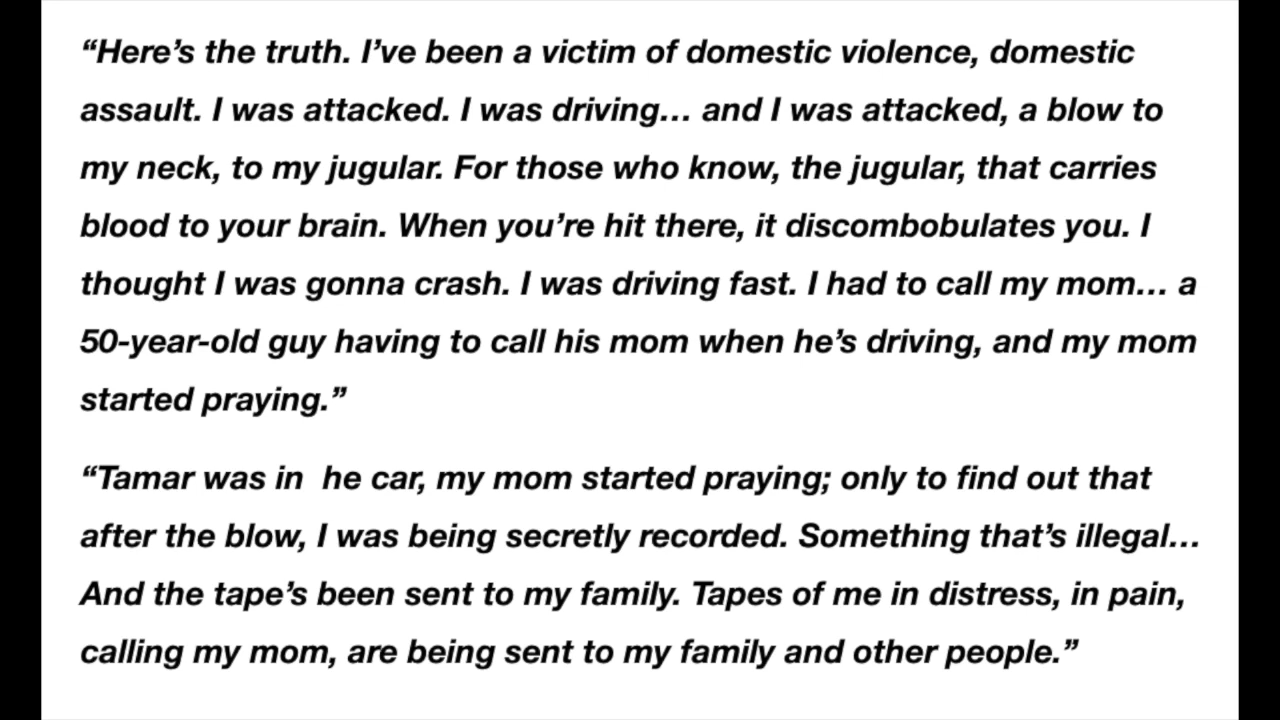 “Here’s the truth. I’ve been a victim of domestic violence, domestic
assault. I was attacked. I was driving… and I was attacked, a blow to
my neck, to my jugular. For those who know, the jugular, that carries
blood to your brain. When you’re hit there, it discombobulates you. I
thought I was gonna crash. I was driving fast. I had to call my mom… a
50-year-old guy having to call his mom when he’s driving, and my mom
started praying.”
“Tamar was in  he car, my mom started praying; only to find out that
after the blow, I was being secretly recorded. Something that’s illegal…
And the tape’s been sent to my family. Tapes of me in distress, in pain,
calling my mom, are being sent to my family and other people.”